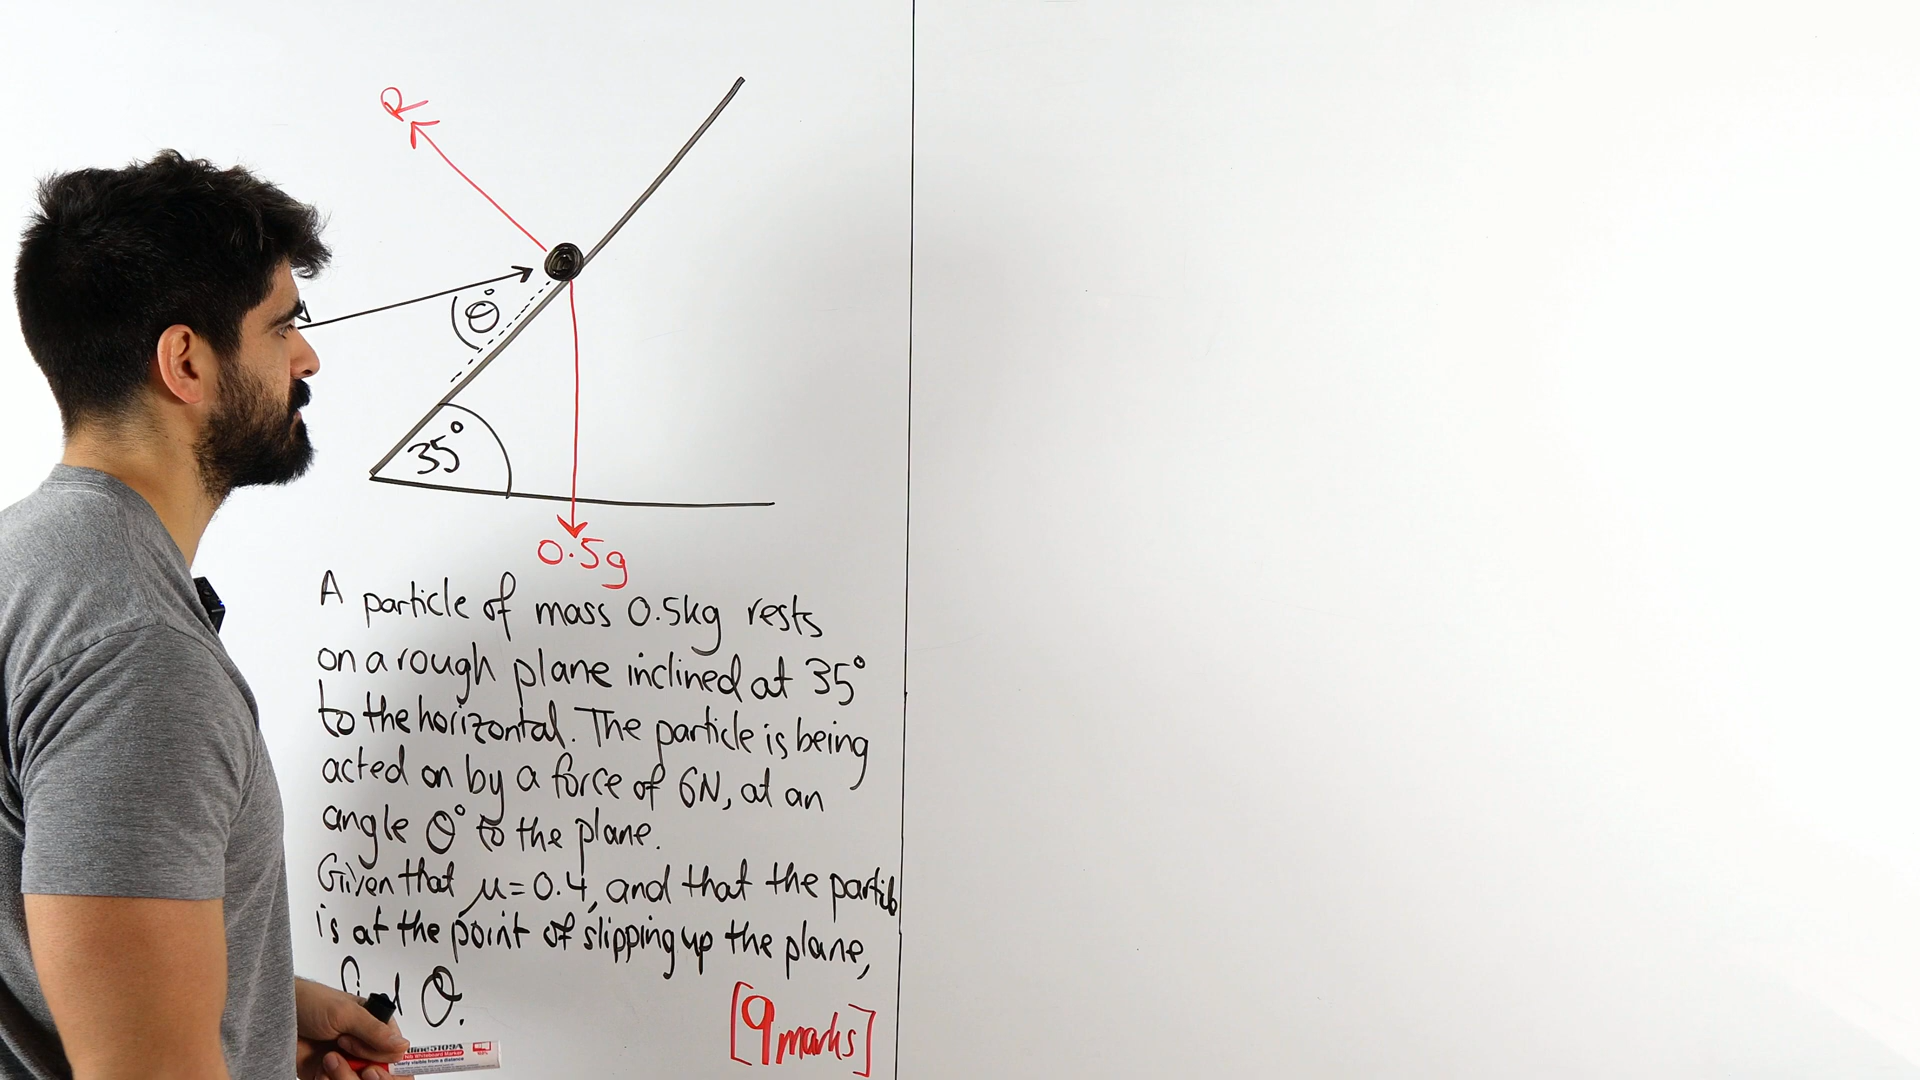 R
θ°
35°
0.5g
A particle of mass 0.5kg rests
on a rough plane inclined at 35°
to the horizontal. The particle is being
acted on by a force of 6N, at an
angle θ° to the plane.
Given that μ=0.4, and that the particle
is at the point of slipping up the plane,
find θ.
[9 marks]